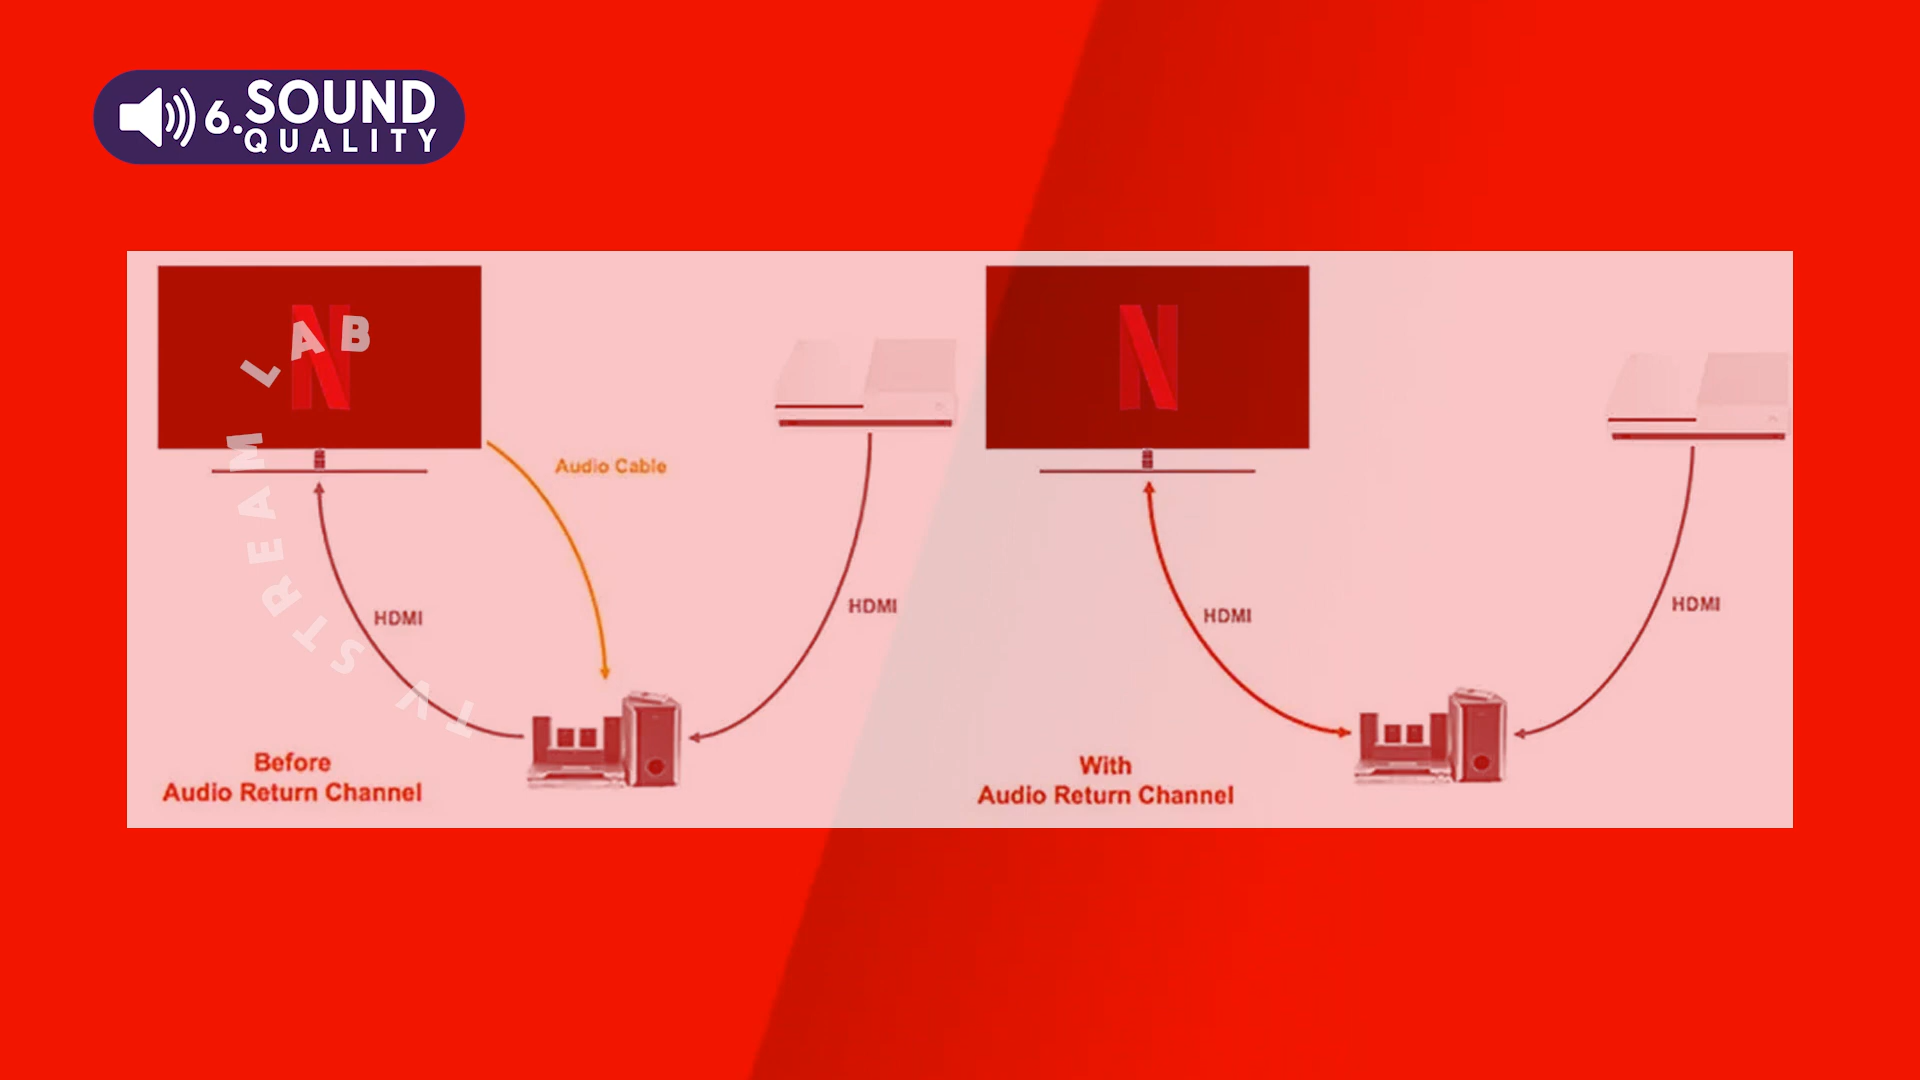 6.SOUND
QUALITY
N
LAB
TV STREAM
Audio Cable
HDMI
HDMI
Before
Audio Return Channel
N
HDMI
HDMI
With
Audio Return Channel